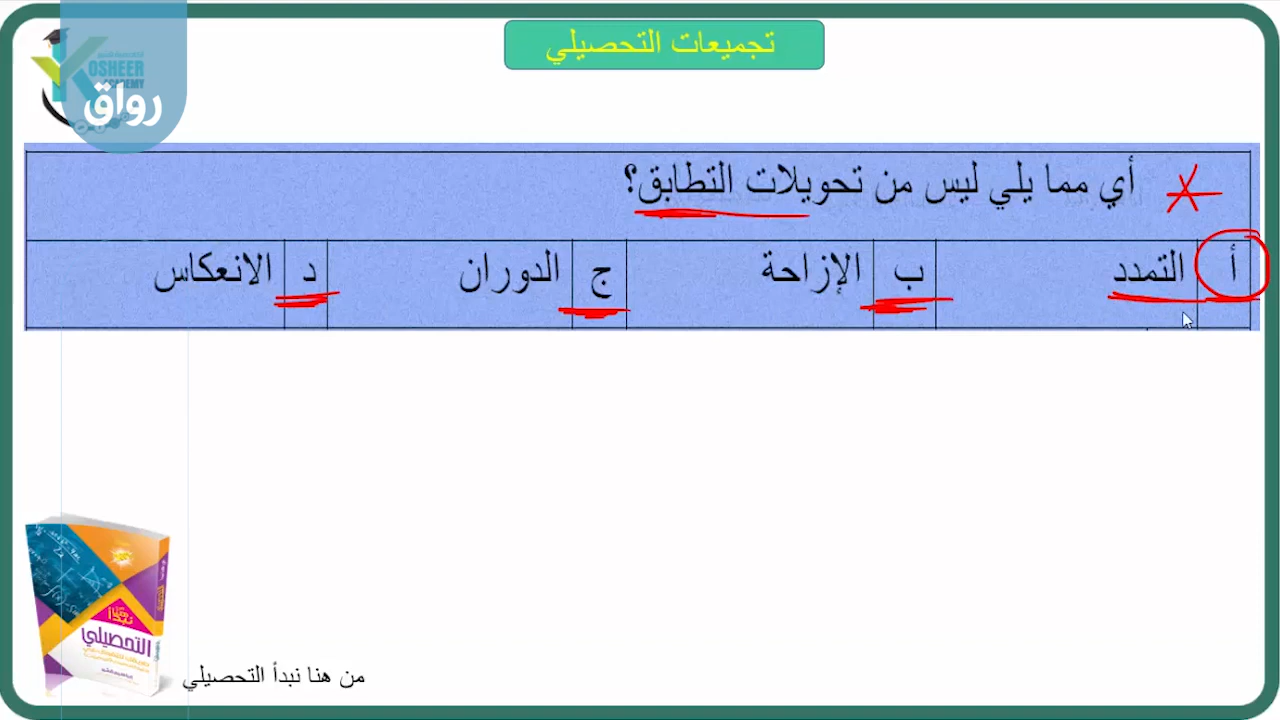 تجميعات التحصيلي
OSHEER
ACADEMY
رواق
أي مما يلي ليس من تحويلات التطابق؟
أ التمدد ب الإزاحة ج الدوران د الانعكاس
التحصيلي
من هنا نبدأ التحصيلي